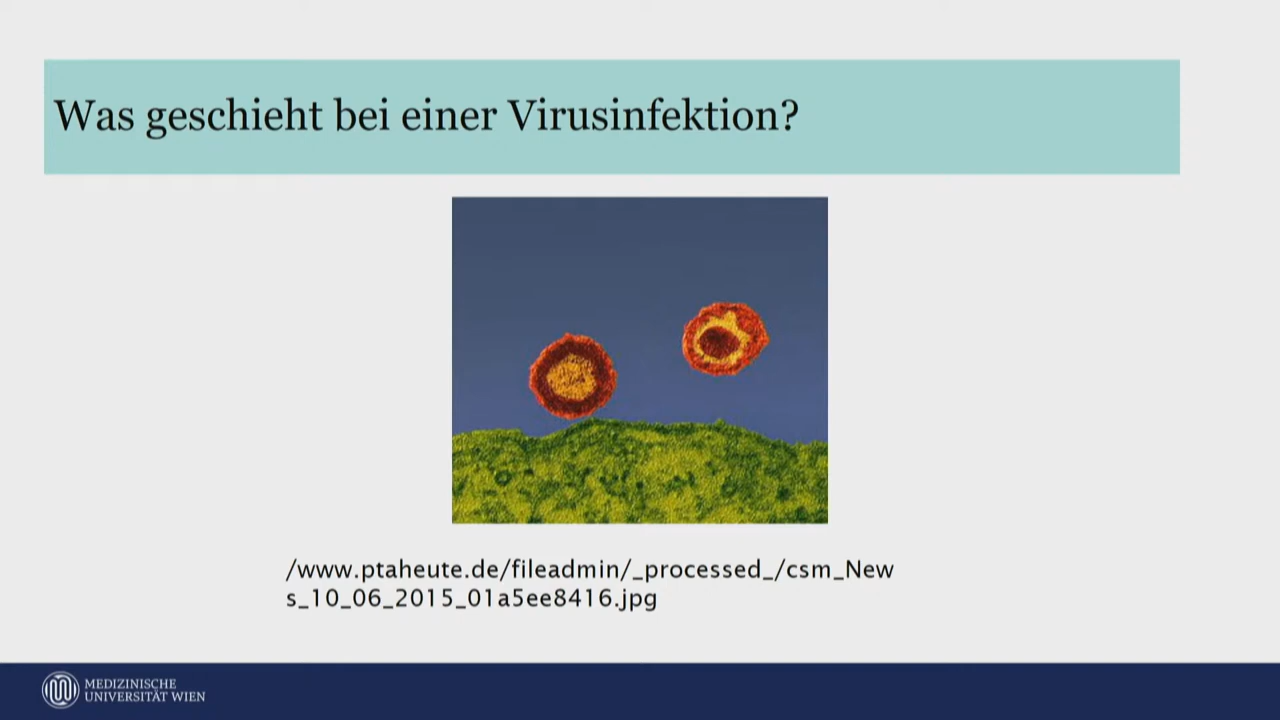 Was geschieht bei einer Virusinfektion?
/www.ptaheute.de/fileadmin/_processed_/csm_New
s_10_06_2015_01a5ee8416.jpg
MEDIZINISCHE
UNIVERSITÄT WIEN